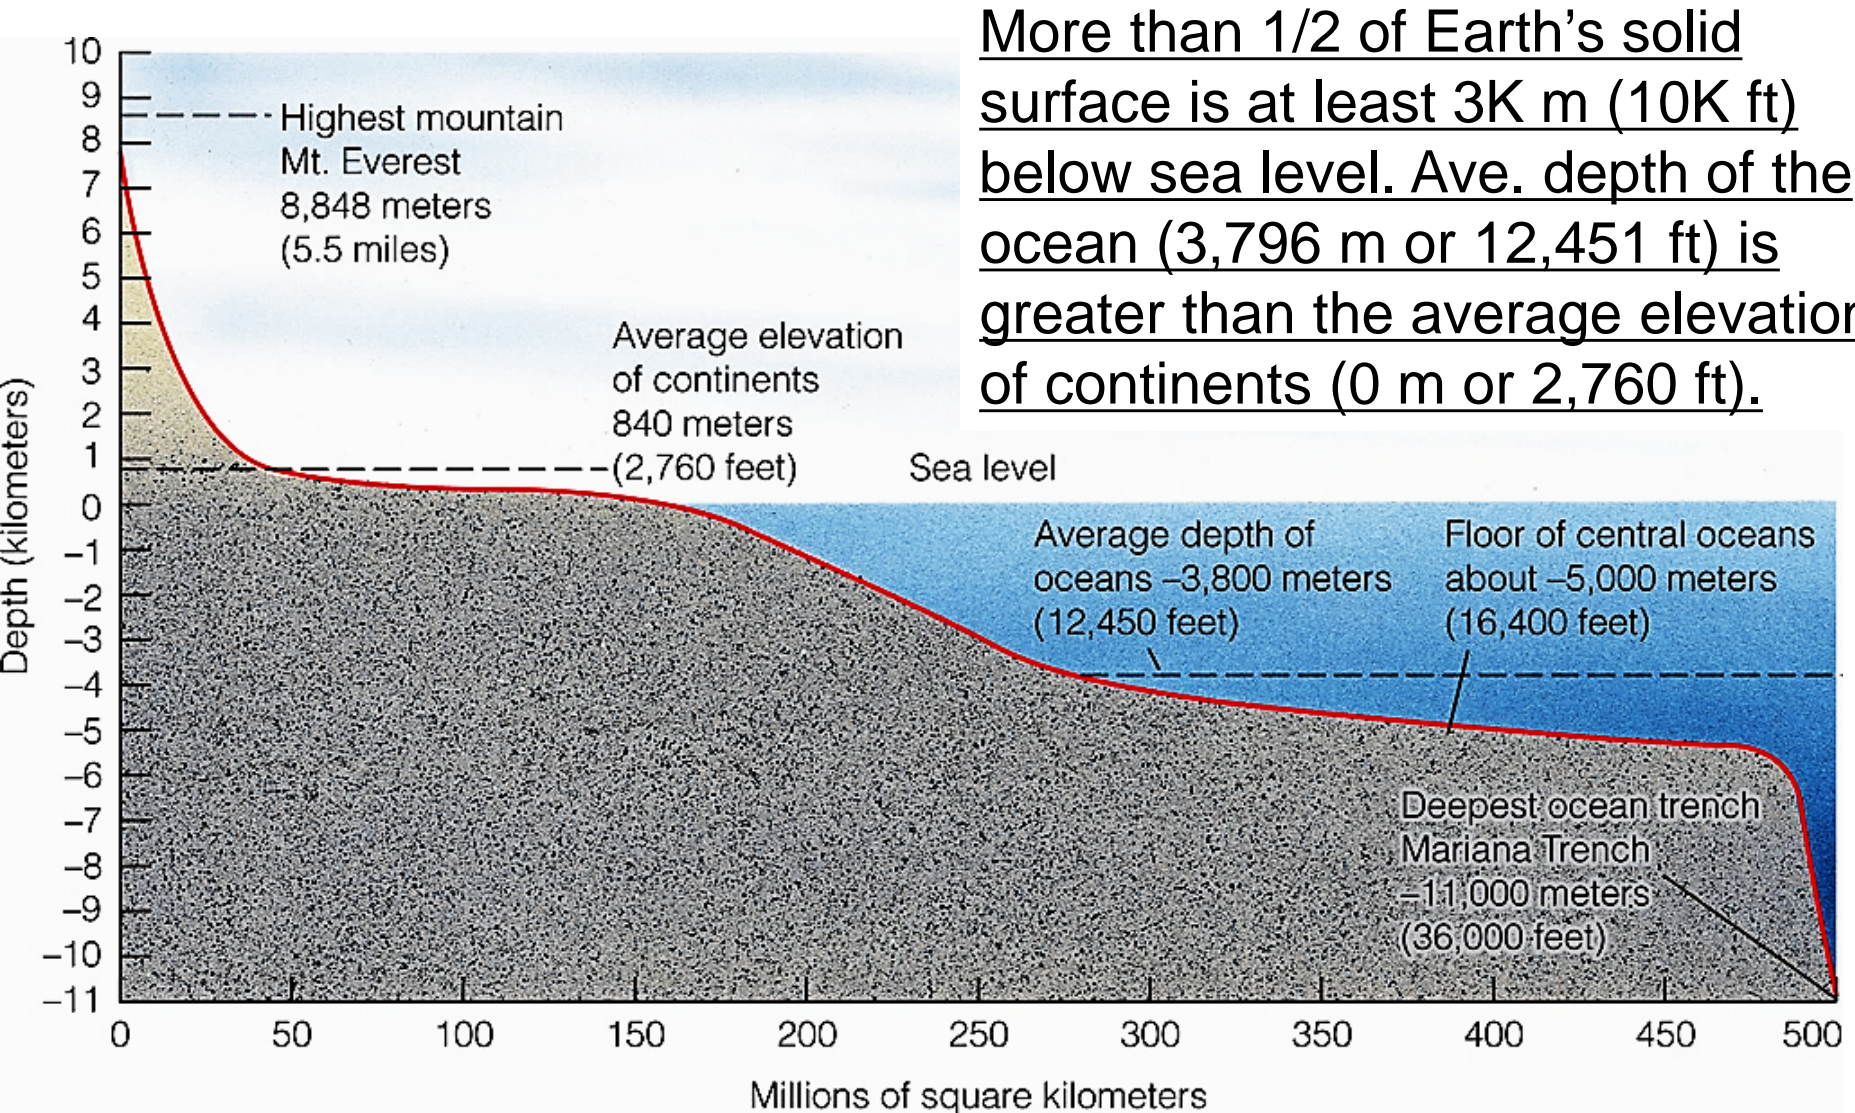 More than 1/2 of Earth’s solid
surface is at least 3K m (10K ft)
below sea level. Ave. depth of the
ocean (3,796 m or 12,451 ft) is
greater than the average elevation
of continents (0 m or 2,760 ft).
10
9
8
7
6
5
4
3
2
1
0
–1
–2
–3
–4
–5
–6
–7
–8
–9
–10
–11
Depth (kilometers)
Highest mountain
Mt. Everest
8,848 meters
(5.5 miles)
Average elevation
of continents
840 meters
(2,760 feet)
Sea level
Average depth of
oceans –3,800 meters
(12,450 feet)
Floor of central oceans
about –5,000 meters
(16,400 feet)
Deepest ocean trench
Mariana Trench
–11,000 meters
(36,000 feet)
0 50 100 150 200 250 300 350 400 450 500
Millions of square kilometers